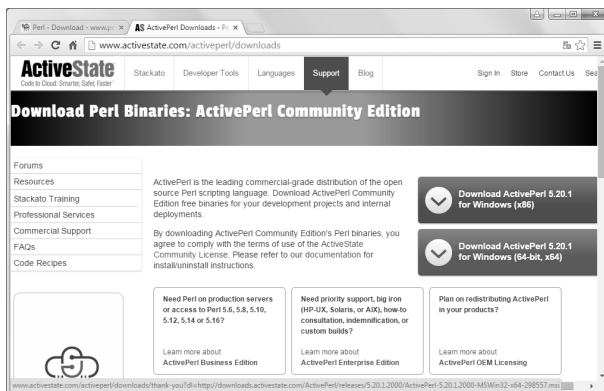 Perl - Download - www.pe
ActivePerl Downloads - Pe
www.activestate.com/activeperl/downloads
ActiveState
Code to Cloud: Smarter, Safer, Faster™
Stackato Developer Tools Languages Support Blog Sign In Store Contact Us Sea
Download Perl Binaries: ActivePerl Community Edition
Forums
Resources
Stackato Training
Professional Services
Commercial Support
FAQs
Code Recipes
ActivePerl is the leading commercial-grade distribution of the open
source Perl scripting language. Download ActivePerl Community
Edition free binaries for your development projects and internal
deployments.
By downloading ActivePerl Community Edition's Perl binaries, you
agree to comply with the terms of use of the ActiveState
Community License. Please refer to our documentation for
install/uninstall instructions.
Download ActivePerl 5.20.1
for Windows (x86)
Download ActivePerl 5.20.1
for Windows (64-bit, x64)
Need Perl on production servers
or access to Perl 5.6, 5.8, 5.10,
5.12, 5.14 or 5.16?
Learn more about
ActivePerl Business Edition
Need priority support, big iron
(HP-UX, Solaris, or AIX), how-to
consultation, indemnification, or
custom builds?
Learn more about
ActivePerl Enterprise Edition
Plan on redistributing ActivePerl
in your products?
Learn more about
ActivePerl OEM Licensing
www.activestate.com/activeperl/downloads/thank-you?dl=http://downloads.activestate.com/ActivePerl/releases/5.20.1.2000/ActivePerl-5.20.1.2000-MSWin32-x64-298557.msi